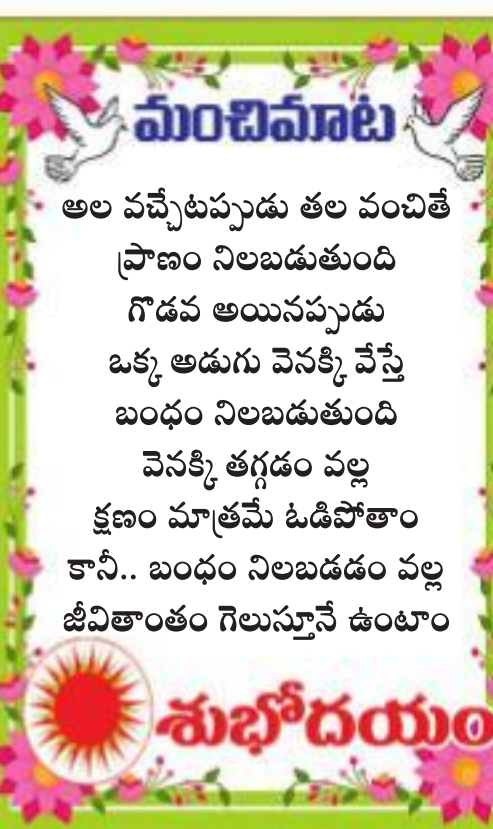 మంచిమాట
అల వచ్చేటప్పుడు తల వంచితే
ప్రాణం నిలబడుతుంది
గొడవ అయినప్పుడు
ఒక్క అడుగు వెనక్కి వేస్తే
బంధం నిలబడుతుంది
వెనక్కి తగ్గడం వల్ల
క్షణం మాత్రమే ఓడిపోతాం
కానీ.. బంధం నిలబడడం వల్ల
జీవితాంతం గెలుస్తూనే ఉంటాం
శుభోదయం